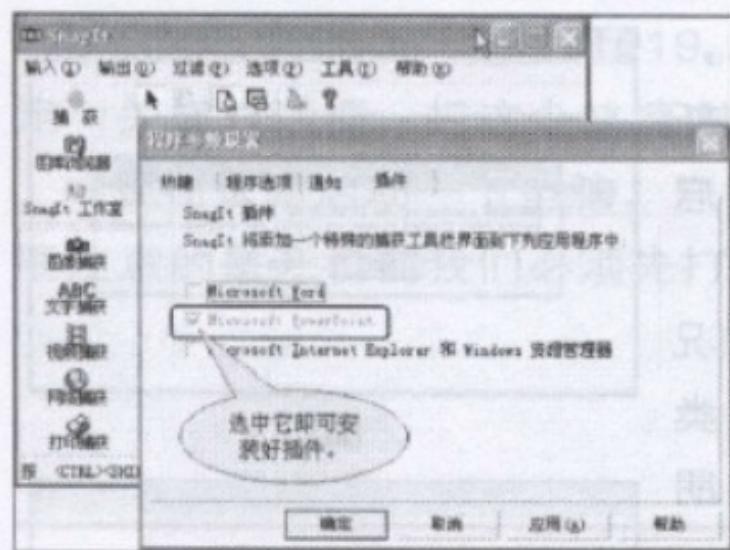 SnagIt
输入(I) 输出(O) 过滤(F) 选项(O) 工具(T) 帮助(H)
捕 获
图库浏览器
SnagIt 工作室
图像捕获
ABC
文字捕获
视频捕获
网络捕获
打印捕获
程序参数设置
热键 程序选项 通知 插件
SnagIt 插件
SnagIt 将添加一个特殊的捕获工具栏界面到下列应用程序中:
Microsoft Word
Microsoft PowerPoint
Microsoft Internet Explorer 和 Windows 资源管理器
选中它即可安
装好插件。
确定 取消 应用(A) 帮助